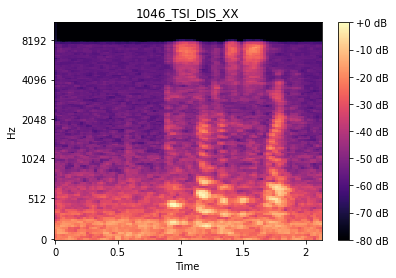 1046_TSI_DIS_XX
Hz
8192
4096
2048
1024
512
0
0
0.5
1
1.5
2
Time
+0 dB
-10 dB
-20 dB
-30 dB
-40 dB
-50 dB
-60 dB
-70 dB
-80 dB